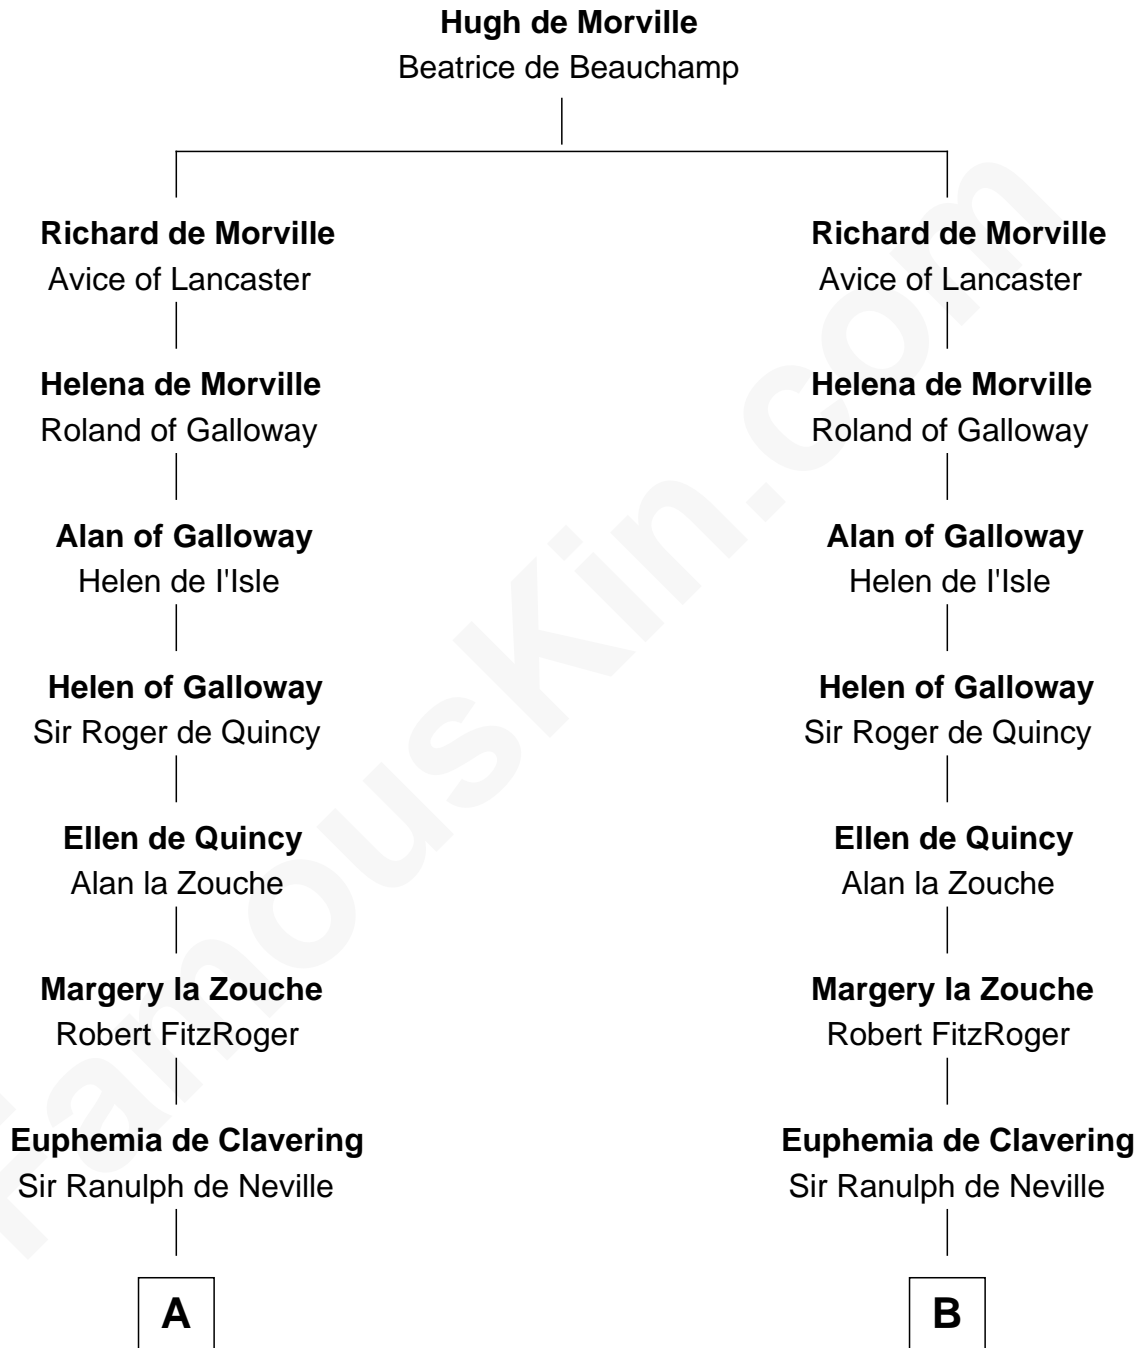 Hugh de Morville
Beatrice de Beauchamp
Richard de Morville
Avice of Lancaster
Helena de Morville
Roland of Galloway
Alan of Galloway
Helen de I'Isle
Helen of Galloway
Sir Roger de Quincy
Ellen de Quincy
Alan la Zouche
Margery la Zouche
Robert FitzRoger
Euphemia de Clavering
Sir Ranulph de Neville
A
Richard de Morville
Avice of Lancaster
Helena de Morville
Roland of Galloway
Alan of Galloway
Helen de I'Isle
Helen of Galloway
Sir Roger de Quincy
Ellen de Quincy
Alan la Zouche
Margery la Zouche
Robert FitzRoger
Euphemia de Clavering
Sir Ranulph de Neville
B
FamousKin.com